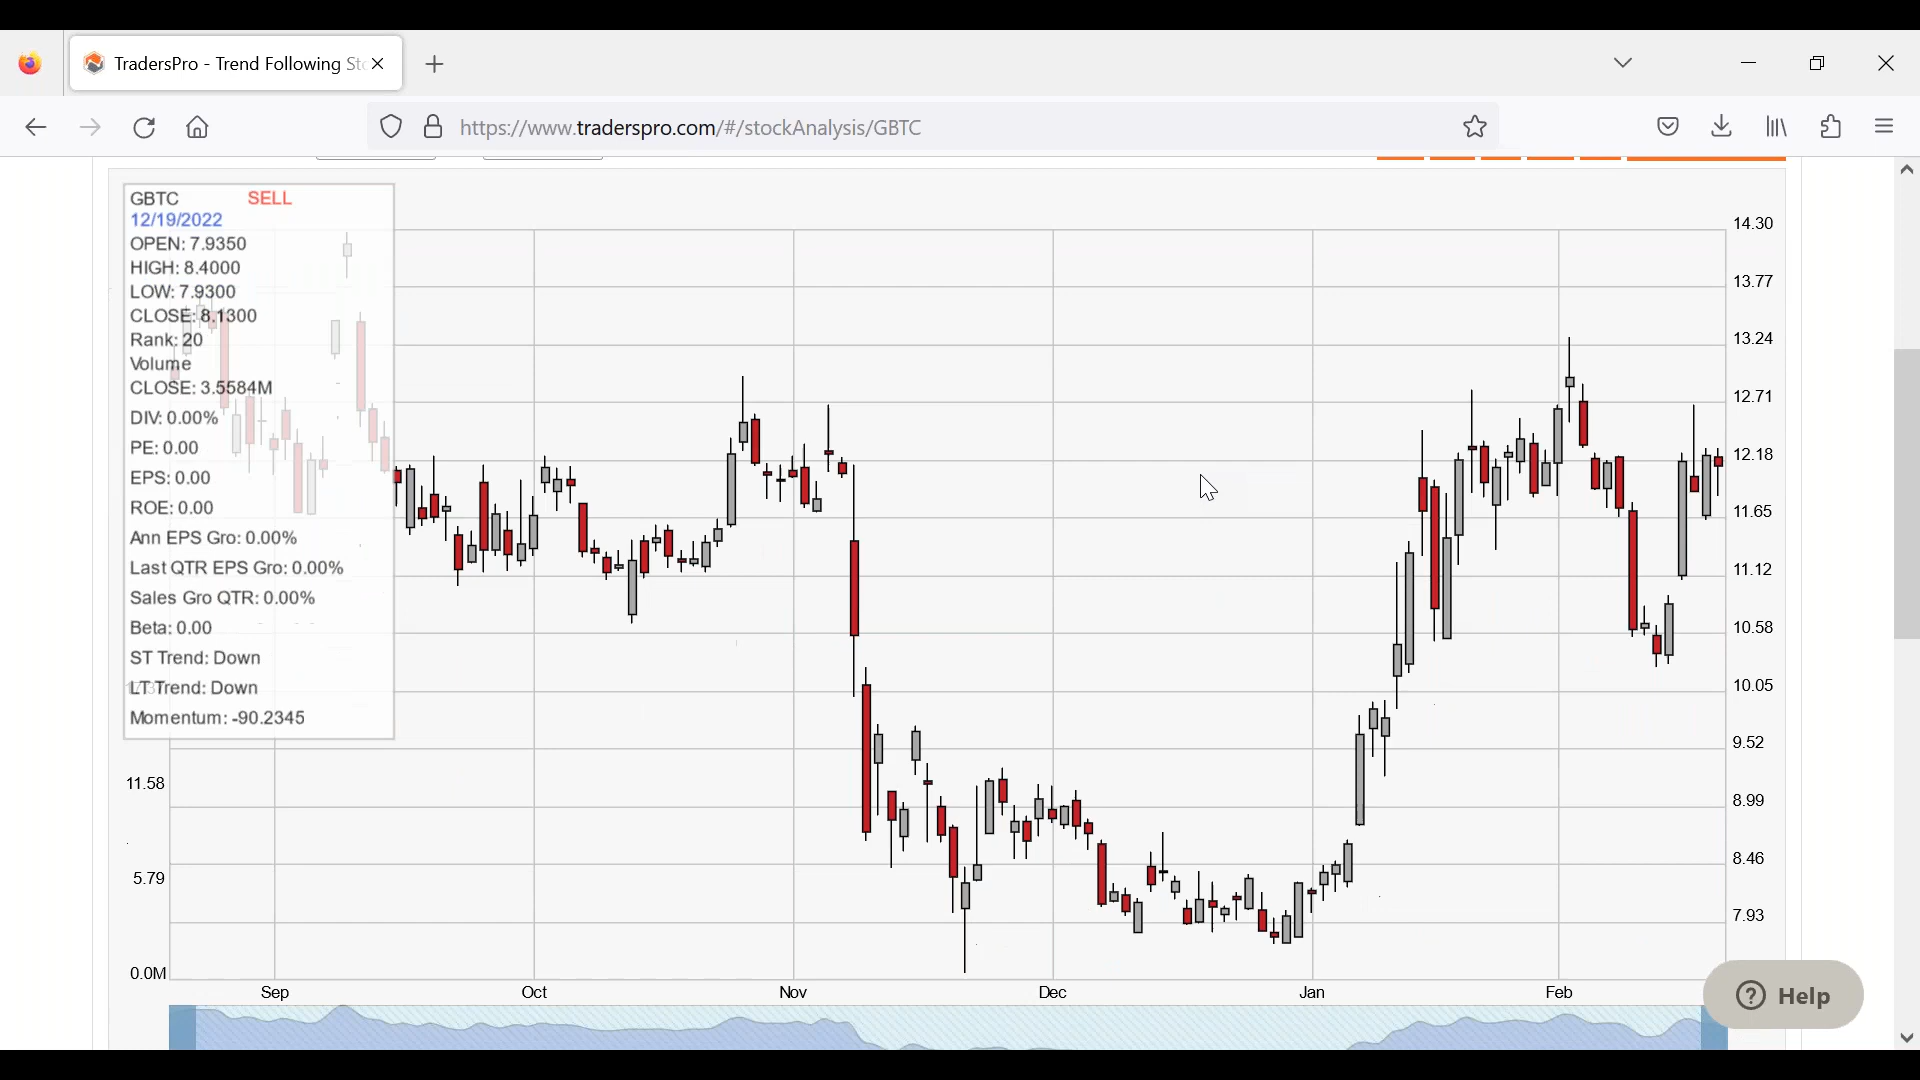 TradersPro - Trend Following Sto
https://www.traderspro.com/#/stockAnalysis/GBTC
GBTC SELL
12/19/2022
OPEN: 7.9350
HIGH: 8.4000
LOW: 7.9300
CLOSE: 8.1300
Rank: 20
Volume
CLOSE: 3.5584M
DIV: 0.00%
PE: 0.00
EPS: 0.00
ROE: 0.00
Ann EPS Gro: 0.00%
Last QTR EPS Gro: 0.00%
Sales Gro QTR: 0.00%
Beta: 0.00
ST Trend: Down
LT Trend: Down
Momentum: -90.2345
11.58
5.79
0.0M
14.30
13.77
13.24
12.71
12.18
11.65
11.12
10.58
10.05
9.52
8.99
8.46
7.93
Sep Oct Nov Dec Jan Feb
Help